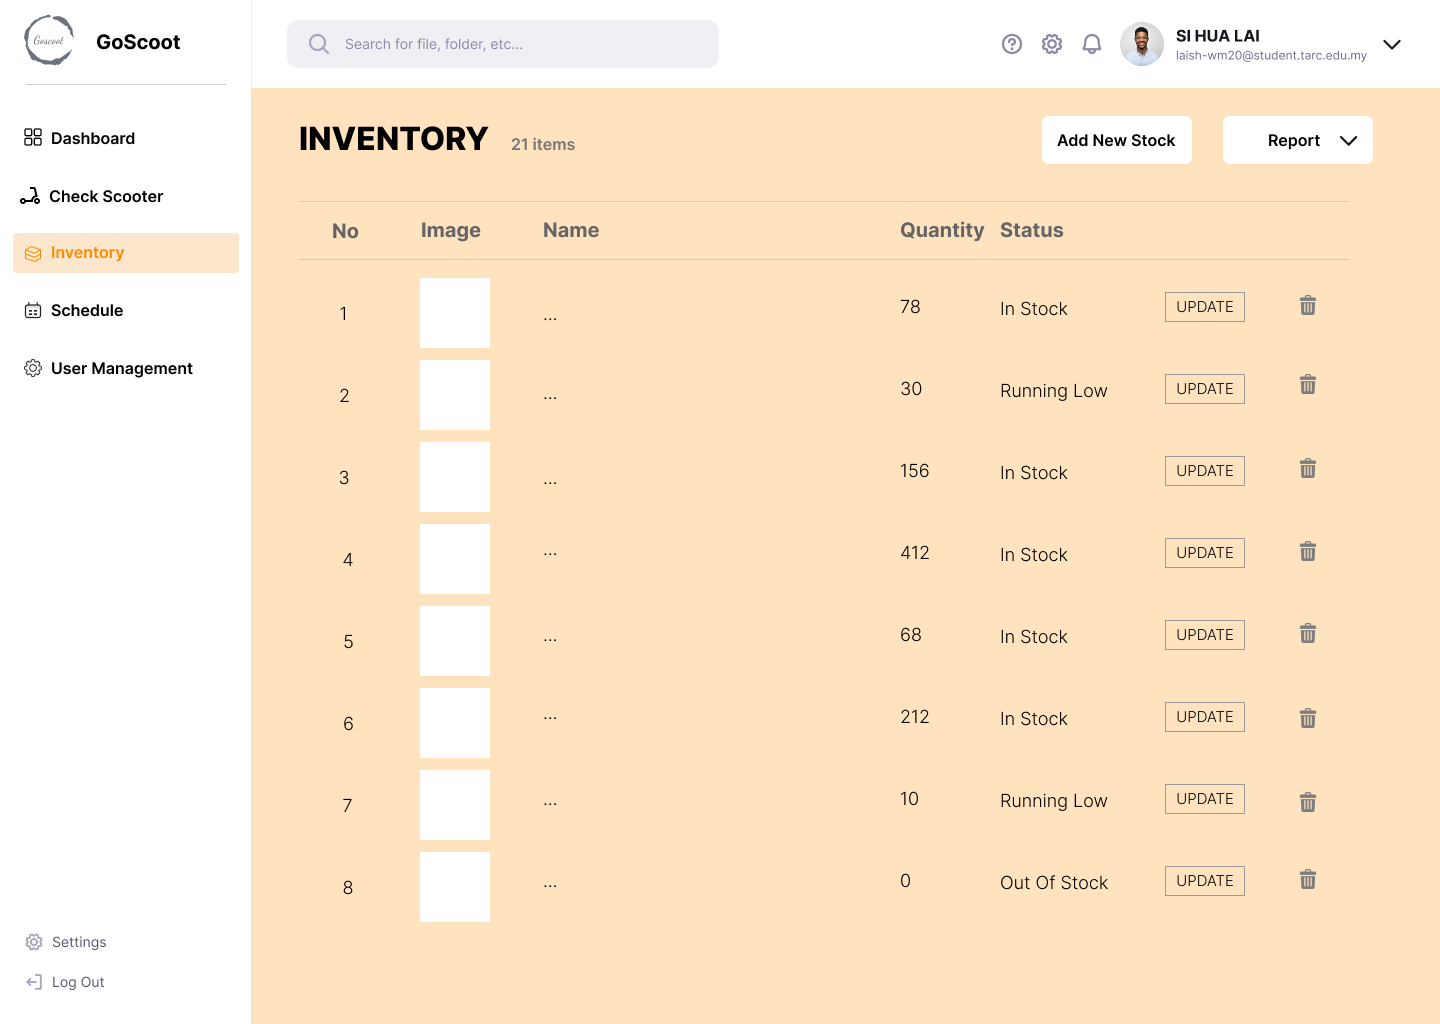 Goscoot
GoScoot
Search for file, folder, etc...
SI HUA LAI
laish-wm20@student.tarc.edu.my
Dashboard
Check Scooter
Inventory
Schedule
User Management
Settings
Log Out
INVENTORY 21 items
Add New Stock
Report
No Image Name Quantity Status
1 ... 78 In Stock UPDATE
2 ... 30 Running Low UPDATE
3 ... 156 In Stock UPDATE
4 ... 412 In Stock UPDATE
5 ... 68 In Stock UPDATE
6 ... 212 In Stock UPDATE
7 ... 10 Running Low UPDATE
8 ... 0 Out Of Stock UPDATE